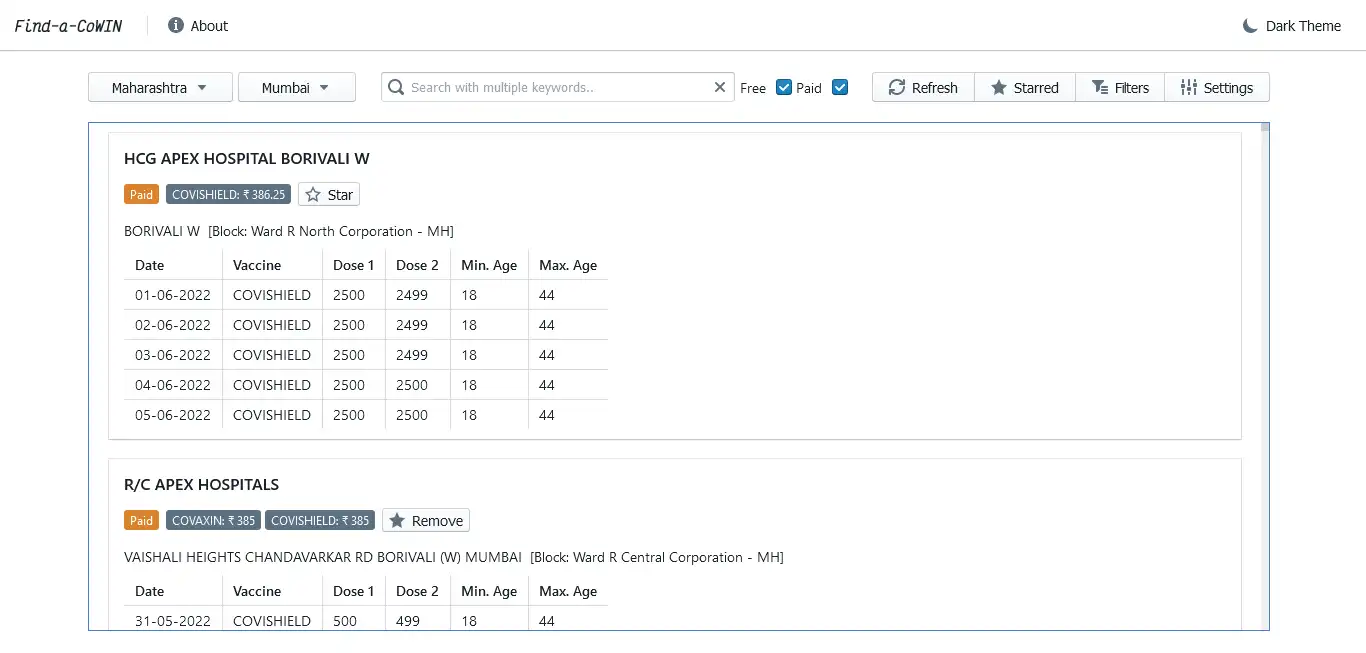 Find-a-CoWIN About Dark Theme
Maharashtra Mumbai Search with multiple keywords.. Free Paid Refresh Starred Filters Settings
HCG APEX HOSPITAL BORIVALI W
Paid COVISHIELD: ₹ 386.25 Star
BORIVALI W [Block: Ward R North Corporation - MH]
Date Vaccine Dose 1 Dose 2 Min. Age Max. Age
01-06-2022 COVISHIELD 2500 2499 18 44
02-06-2022 COVISHIELD 2500 2499 18 44
03-06-2022 COVISHIELD 2500 2499 18 44
04-06-2022 COVISHIELD 2500 2500 18 44
05-06-2022 COVISHIELD 2500 2500 18 44
R/C APEX HOSPITALS
Paid COVAXIN: ₹ 385 COVISHIELD: ₹ 385 Remove
VAISHALI HEIGHTS CHANDAVARKAR RD BORIVALI (W) MUMBAI [Block: Ward R Central Corporation - MH]
Date Vaccine Dose 1 Dose 2 Min. Age Max. Age
31-05-2022 COVISHIELD 500 499 18 44